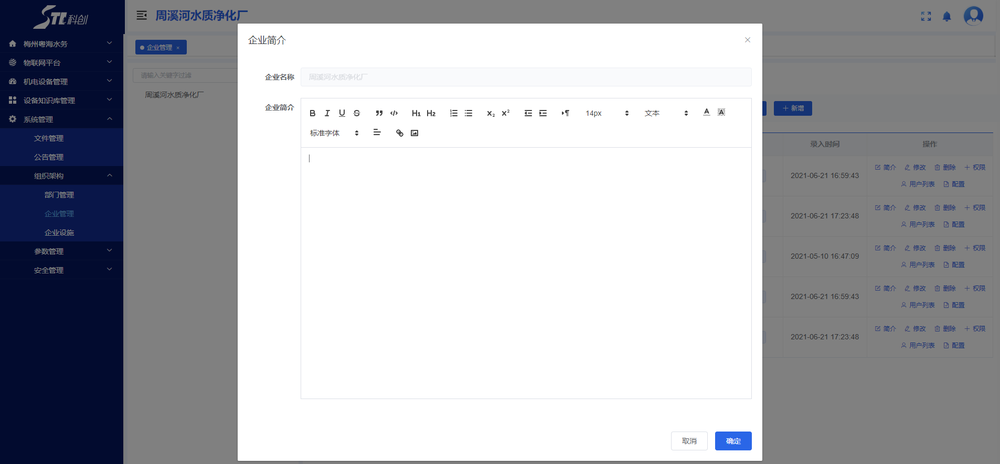 STL科创
梅州粤海水务
物联网平台
机电设备管理
设备知识库管理
系统管理
文件管理
公告管理
组织架构
部门管理
企业管理
企业设施
参数管理
安全管理
周溪河水质净化厂
企业管理 ×
请输入关键字过滤
周溪河水质净化厂
企业简介
企业名称 周溪河水质净化厂
企业简介
B I U S H1 H2 X2 X2 14px 文本 A A
标准字体
取消 确定
新增
录入时间 操作
2021-06-21 16:59:43 简介 修改 删除 权限
用户列表 配置
2021-06-21 17:23:48 简介 修改 删除 权限
用户列表 配置
2021-05-10 16:47:09 简介 修改 删除 权限
用户列表 配置
2021-06-21 16:59:43 简介 修改 删除 权限
用户列表 配置
2021-06-21 17:23:48 简介 修改 删除 权限
用户列表 配置